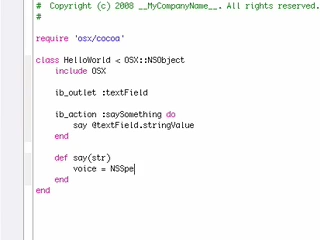 #  Copyright (c) 2008 __MyCompanyName__. All rights reserved.
#
require 'osx/cocoa'
class HelloWorld < OSX::NSObject
include OSX
ib_outlet :textField
ib_action :saySomething do
say @textField.stringValue
end
def say(str)
voice = NSSpe
end
end